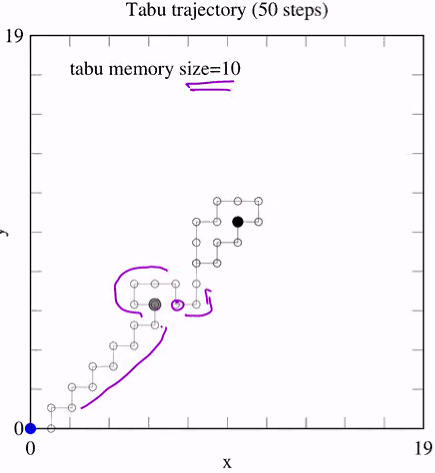 Tabu trajectory (50 steps)
19
tabu memory size=10
y
0
0
19
x